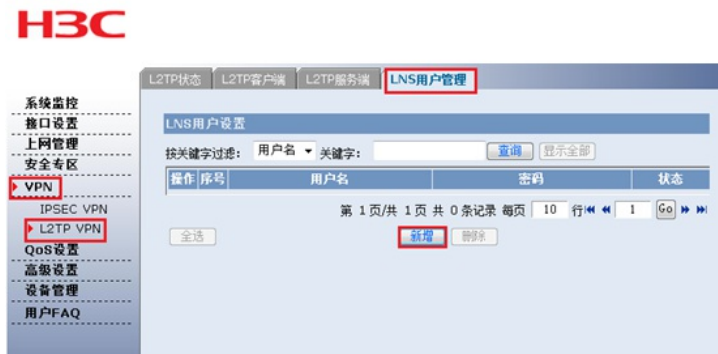 H3C
L2TP状态 L2TP客户端 L2TP服务端 LNS用户管理
系统监控
接口设置
上网管理
安全专区
VPN
IPSEC VPN
L2TP VPN
QoS设置
高级设置
设备管理
用户FAQ
LNS用户设置
按关键字过滤： 用户名 关键字： 查询 显示全部
操作 序号 用户名 密码 状态
第 1 页/共 1 页 共 0 条记录 每页 10 行 1 Go
全选 新增 删除